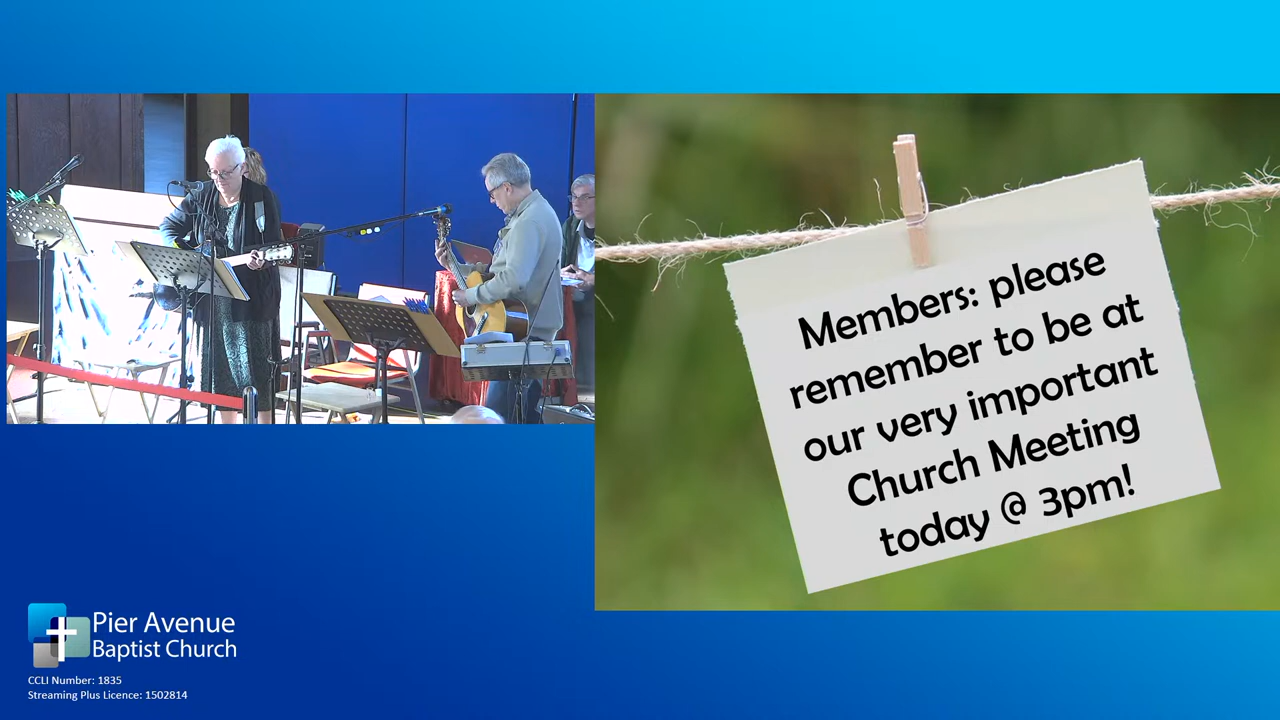 Members: please
remember to be at
our very important
Church Meeting
today @ 3pm!
Pier Avenue
Baptist Church
CCLI Number: 1835
Streaming Plus Licence: 1502814